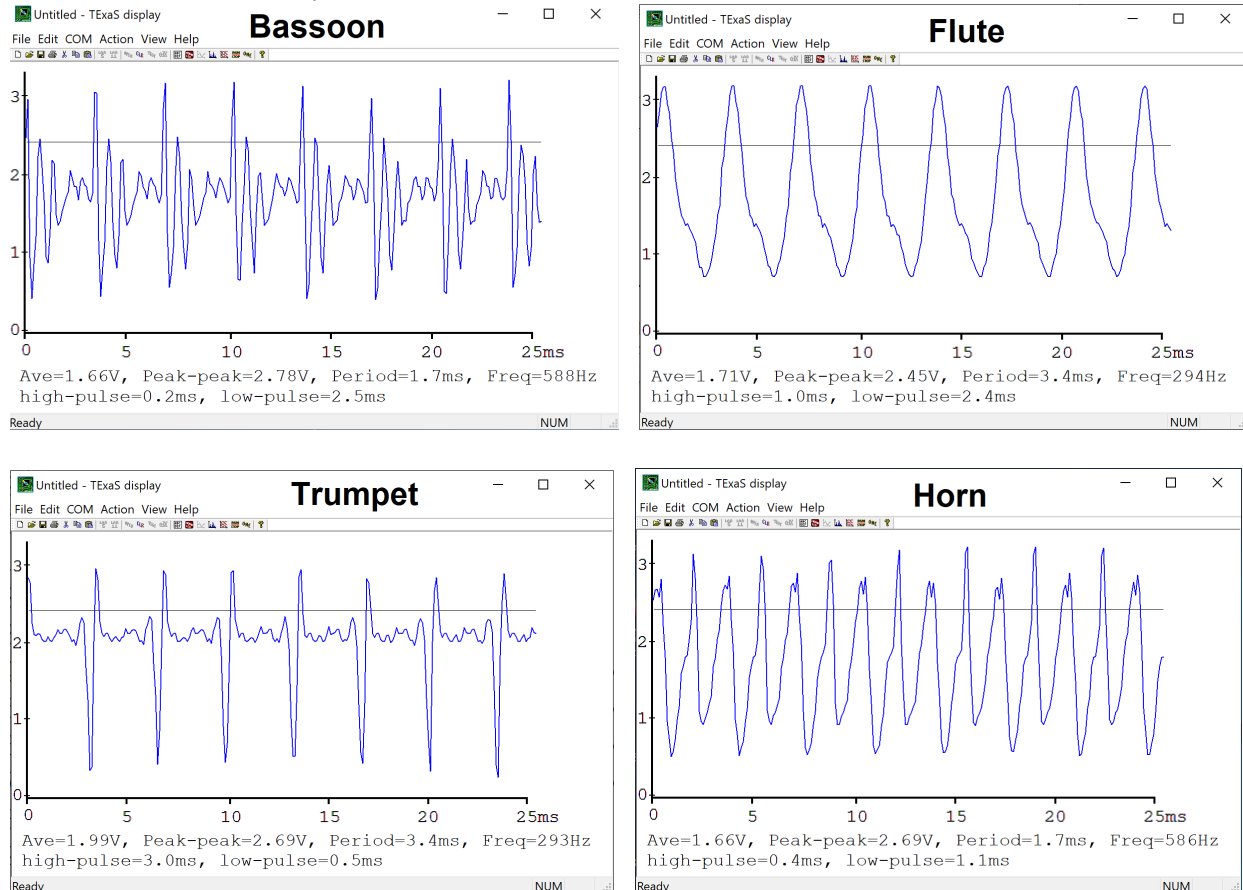 Untitled - TExaS display
Bassoon
File Edit COM Action View Help
3
2
1
0
0 5 10 15 20 25ms
Ave=1.66V, Peak-peak=2.78V, Period=1.7ms, Freq=588Hz
high-pulse=0.2ms, low-pulse=2.5ms
Ready NUM
Untitled - TExaS display
Flute
File Edit COM Action View Help
3
2
1
0
0 5 10 15 20 25ms
Ave=1.71V, Peak-peak=2.45V, Period=3.4ms, Freq=294Hz
high-pulse=1.0ms, low-pulse=2.4ms
Ready NUM
Untitled - TExaS display
Trumpet
File Edit COM Action View Help
3
2
1
0
0 5 10 15 20 25ms
Ave=1.99V, Peak-peak=2.69V, Period=3.4ms, Freq=293Hz
high-pulse=3.0ms, low-pulse=0.5ms
Ready NUM
Untitled - TExaS display
Horn
File Edit COM Action View Help
3
2
1
0
0 5 10 15 20 25ms
Ave=1.66V, Peak-peak=2.69V, Period=1.7ms, Freq=586Hz
high-pulse=0.4ms, low-pulse=1.1ms
Ready NUM